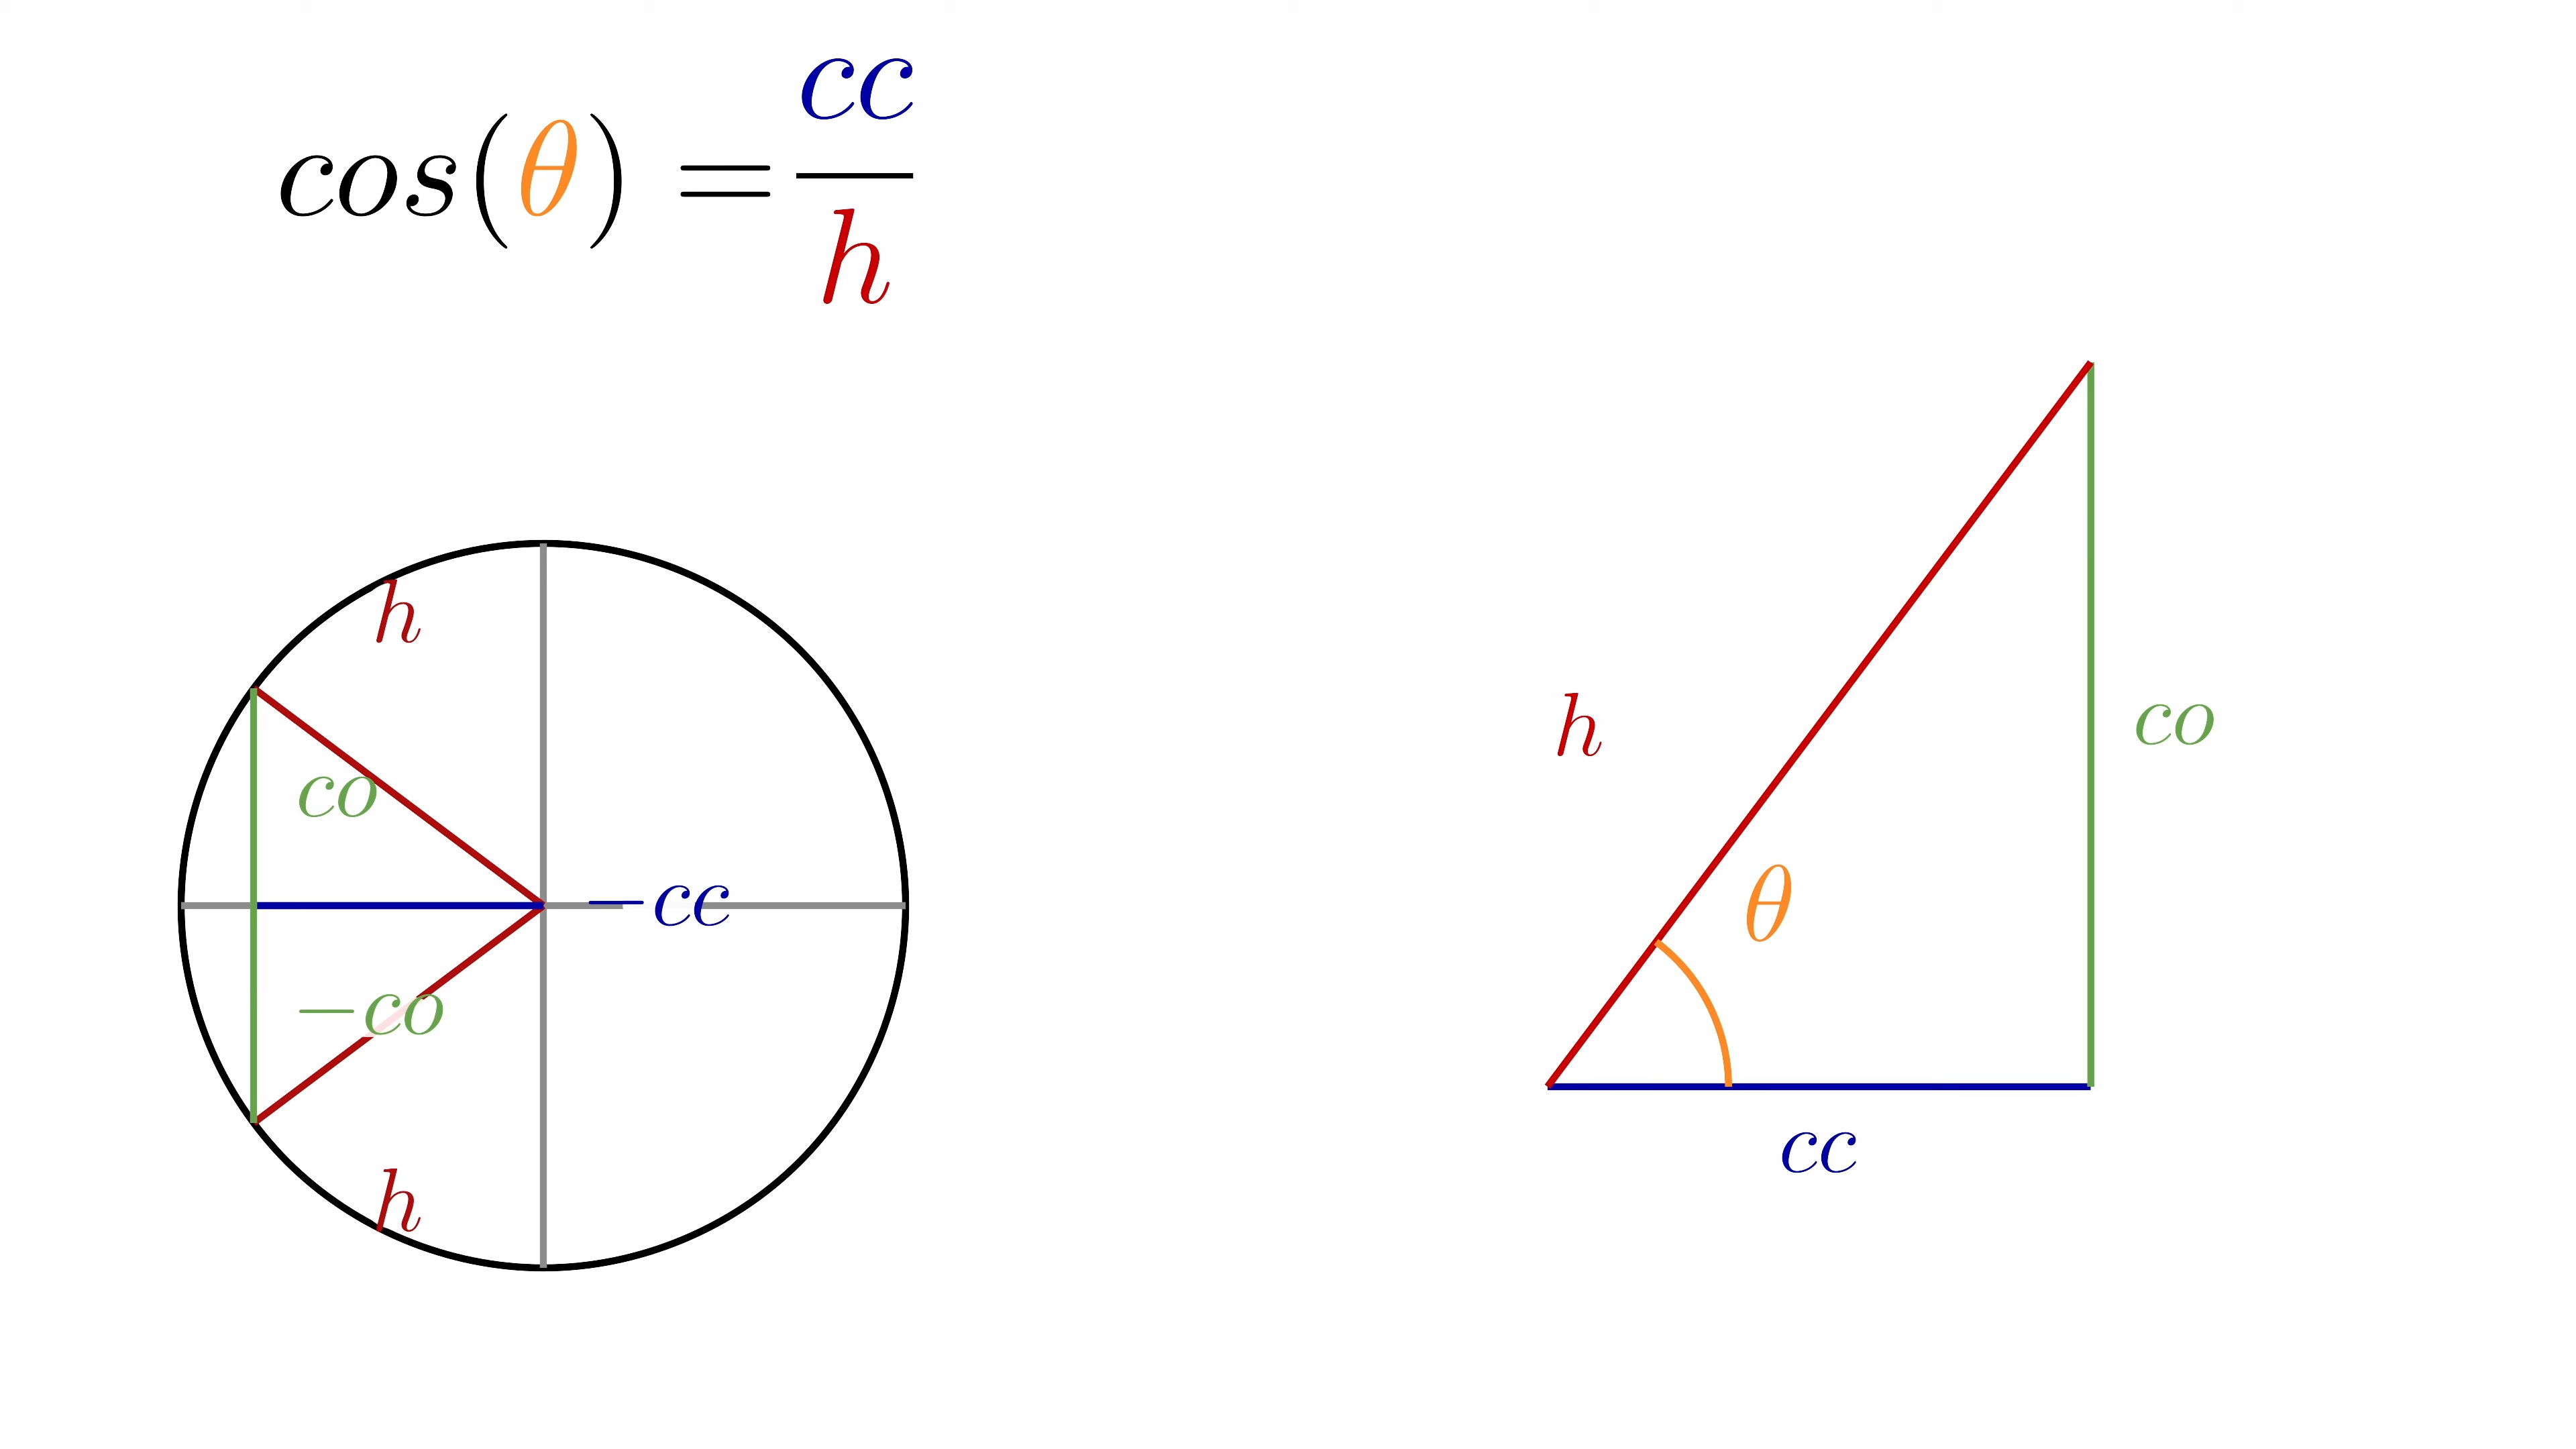 cos(θ) = cc/h
h
co
−cc
−co
h
h
co
θ
cc